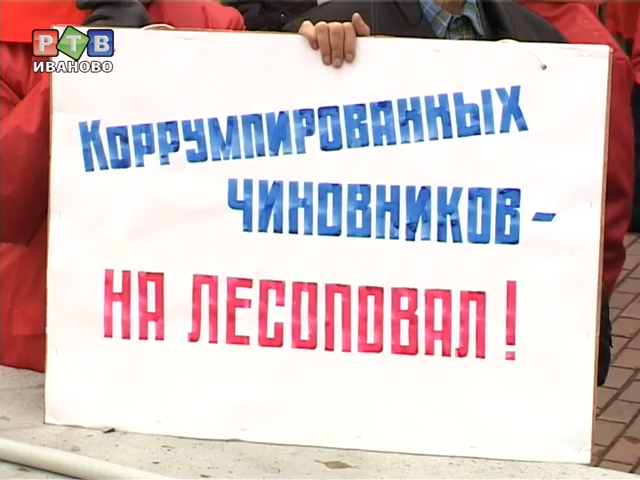 РТВ
ИВАНОВО
Коррумпированных
чиновников –
на лесоповал!